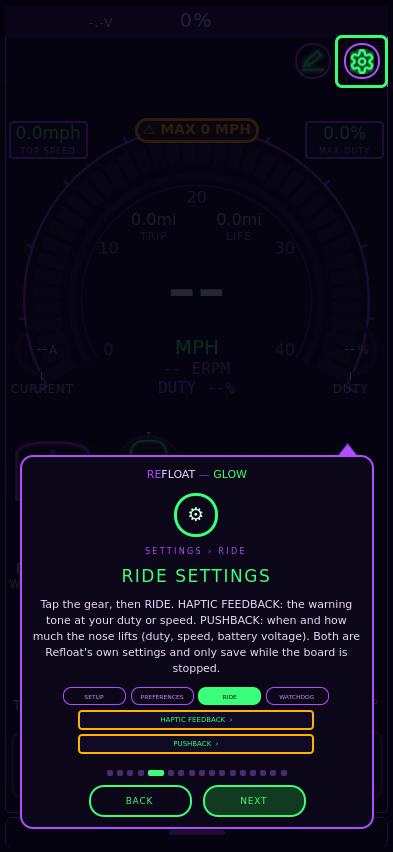 -.-V 0%
0.0mph
TOP SPEED
⚠ MAX 0 MPH
0.0%
MAX DUTY
20
0.0mi 0.0mi
TRIP LIFE
10 30
-- A
0 MPH 40
-- %
-- ERPM
CURRENT DUTY --% DUTY
REFLOAT — GLOW
SETTINGS › RIDE
RIDE SETTINGS
Tap the gear, then RIDE. HAPTIC FEEDBACK: the warning
tone at your duty or speed. PUSHBACK: when and how
much the nose lifts (duty, speed, battery voltage). Both are
Refloat's own settings and only save while the board is
stopped.
SETUP PREFERENCES RIDE WATCHDOG
HAPTIC FEEDBACK ›
PUSHBACK ›
BACK NEXT